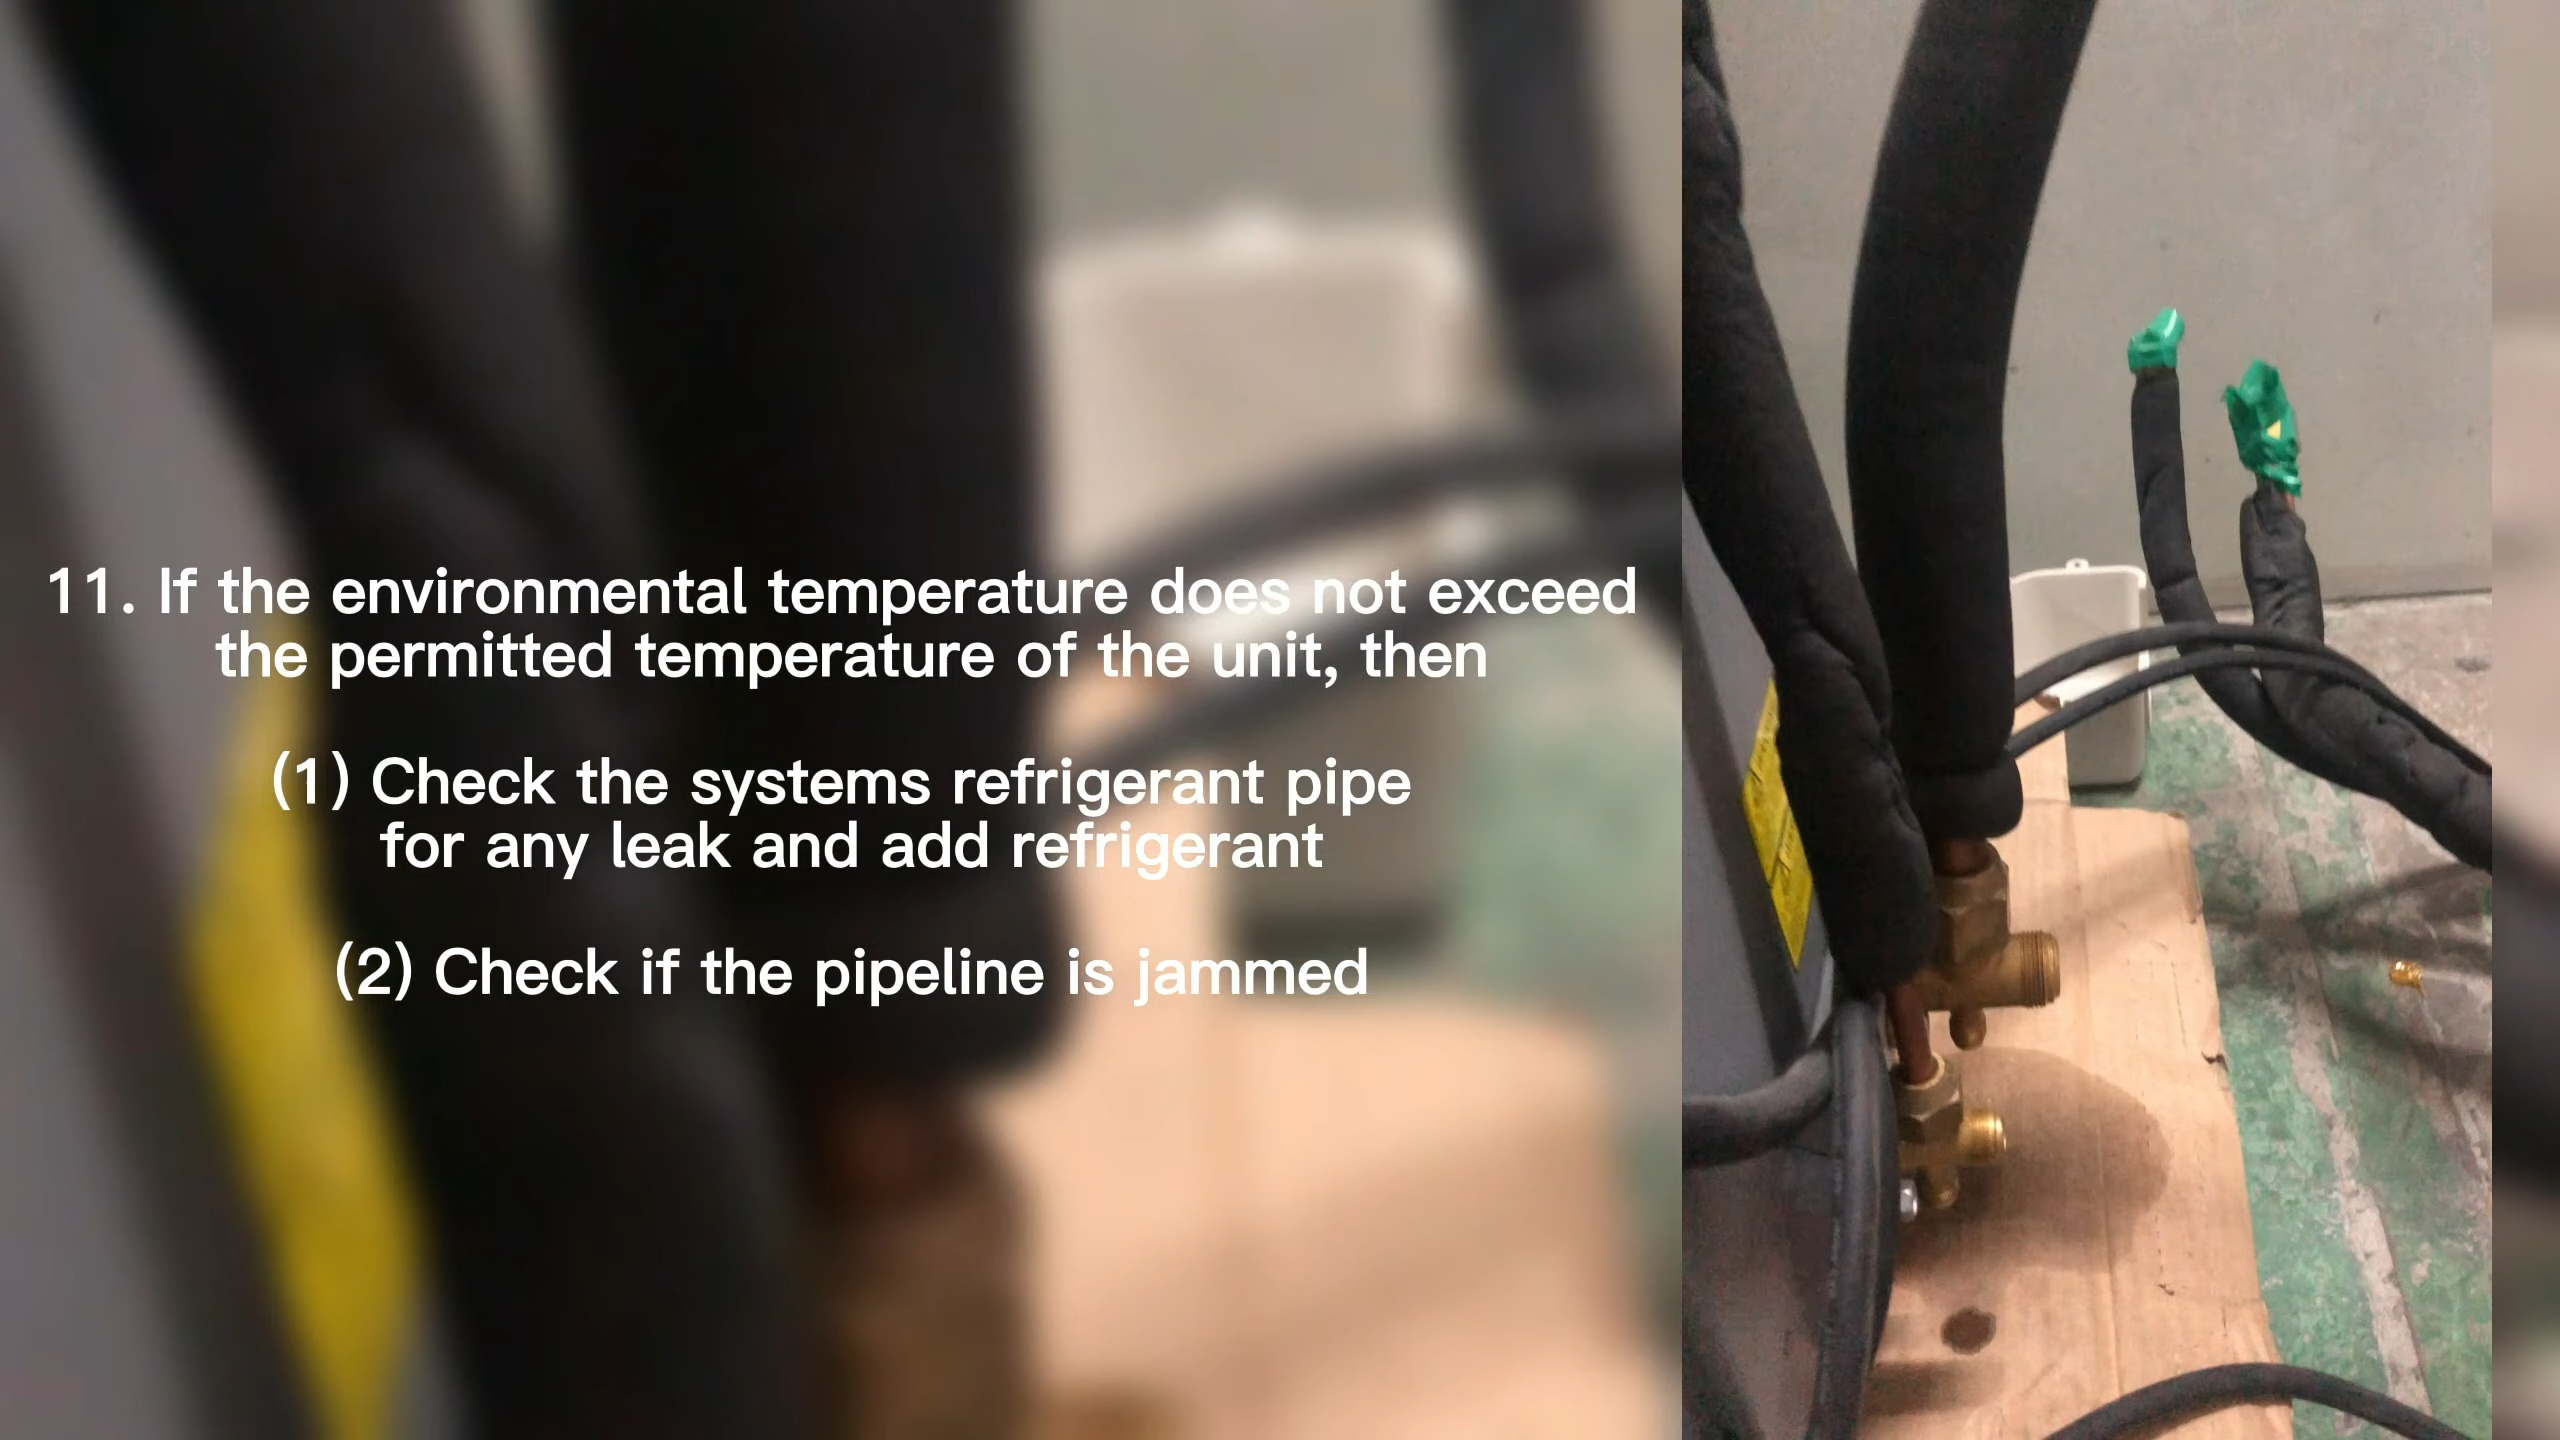 11. If the environmental temperature does not exceed
the permitted temperature of the unit, then
(1) Check the systems refrigerant pipe
for any leak and add refrigerant
(2) Check if the pipeline is jammed